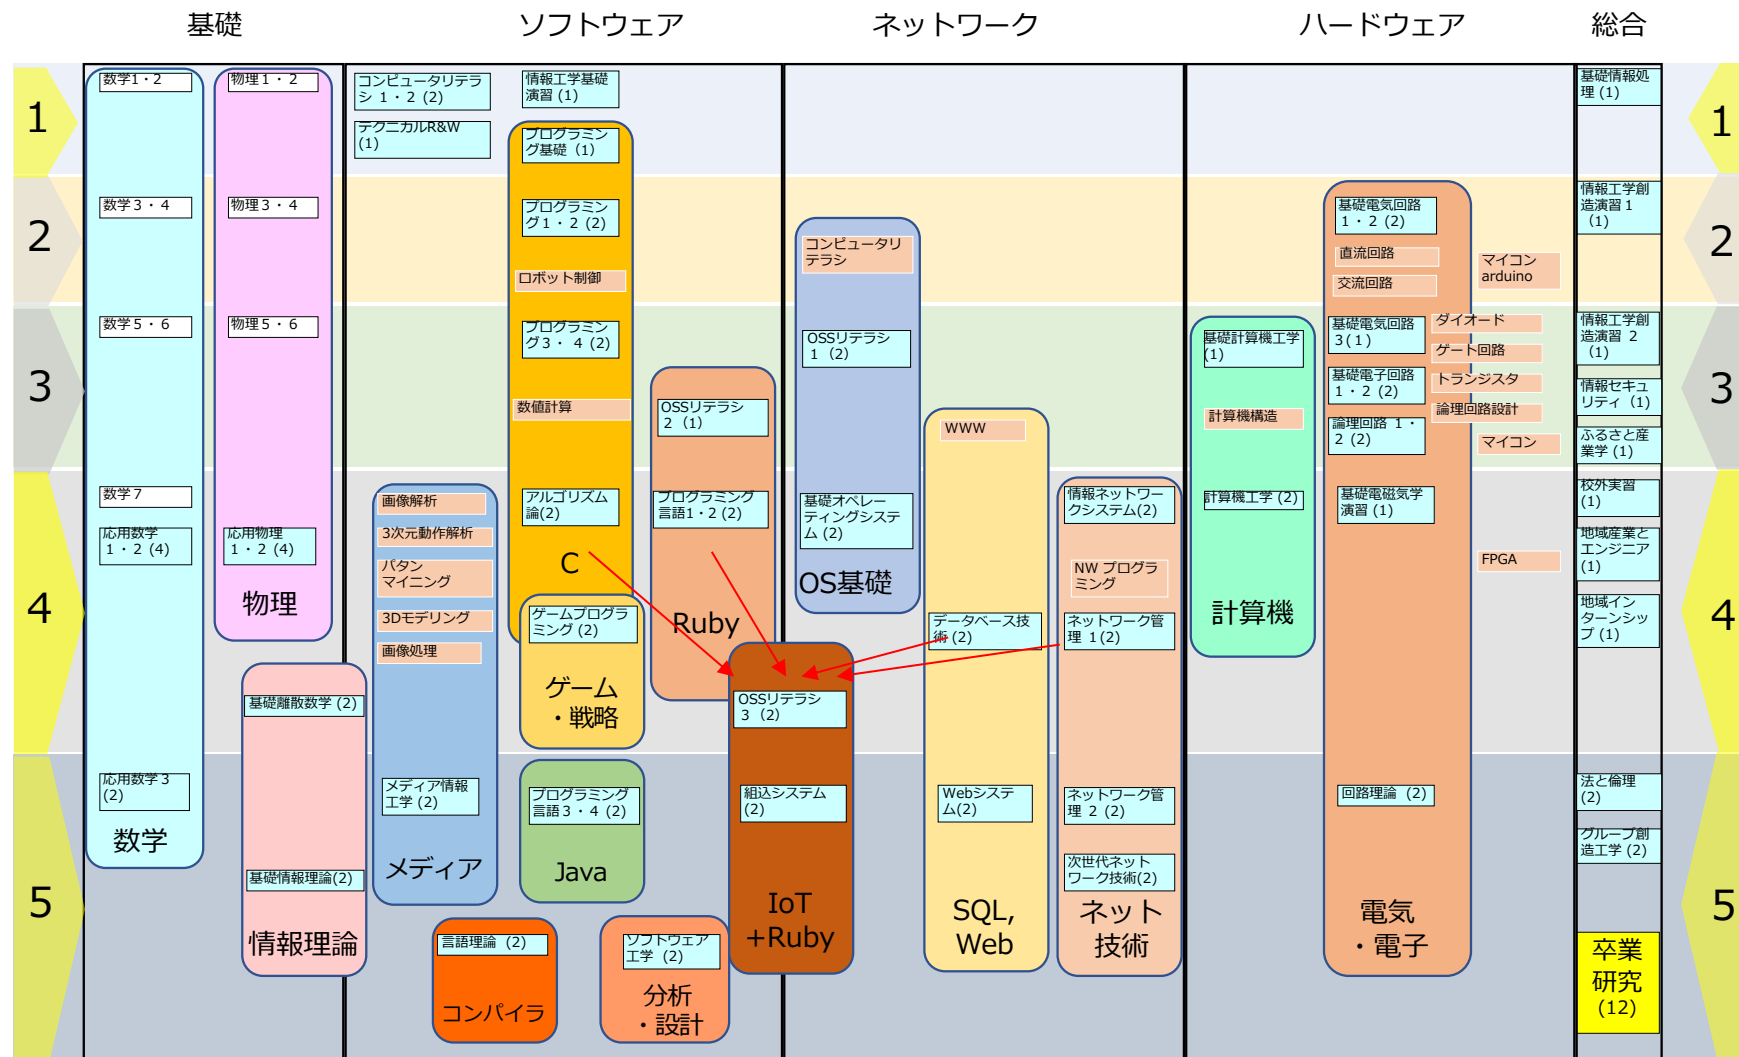 基礎
ソフトウェア
ネットワーク
ハードウェア
総合
1
2
3
4
5
数学1・2
数学３・４
数学５・６
数学７
応用数学
１・２ (4)
応用数学３
(2)
数学
物理１・２
物理３・４
物理５・６
応用物理
１・２ (4)
物理
基礎離散数学 (2)
基礎情報理論(2)
情報理論
コンピュータリテラ
シ １・２ (2)
テクニカルR&W
(1)
情報工学基礎
演習 (1)
プログラミン
グ基礎（1）
プログラミン
グ１・２ (2)
ロボット制御
プログラミン
グ３・４ (2)
数値計算
アルゴリズム
論(2)
C
ゲームプログラ
ミング (2)
ゲーム
・戦略
プログラミング
言語３・４ (2)
Java
画像解析
3次元動作解析
パタン
マイニング
3Dモデリング
画像処理
メディア情報
工学 (2)
メディア
言語理論 (2)
コンパイラ
ソフトウェア
工学 (2)
分析
・設計
OSSリテラシ
２（1）
プログラミング
言語１・２ (2)
Ruby
OSSリテラシ
３（2）
組込システム
(2)
IoT
+Ruby
コンピュータリ
テラシ
OSSリテラシ
１（2）
基礎オペレー
ティングシステ
ム (2)
OS基礎
WWW
データベース技
術 (2)
Webシステ
ム(2)
SQL,
Web
情報ネットワー
クシステム(2)
NW プログラ
ミング
ネットワーク管
理 １(2)
ネットワーク管
理 ２ (2)
次世代ネット
ワーク技術(2)
ネット
技術
基礎計算機工学
(1)
計算機構造
計算機工学 (2)
計算機
基礎電気回路
１・２ (2)
直流回路
交流回路
マイコン
arduino
基礎電気回路
３(１)
ダイオード
ゲート回路
基礎電子回路
１・２ (2)
トランジスタ
論理回路設計
論理回路 １・
２ (2)
マイコン
基礎電磁気学
演習 (1)
FPGA
回路理論 (2)
電気
・電子
基礎情報処
理 (1)
情報工学創
造演習１
（1）
情報工学創
造演習 ２
（1）
情報セキュ
リティ (1)
ふるさと産
業学 (1)
校外実習
(1)
地域産業と
エンジニア
(1)
地域イン
ターンシッ
プ (1)
法と倫理
(2)
グループ創
造工学 (2)
卒業
研究
(12)
1
2
3
4
5